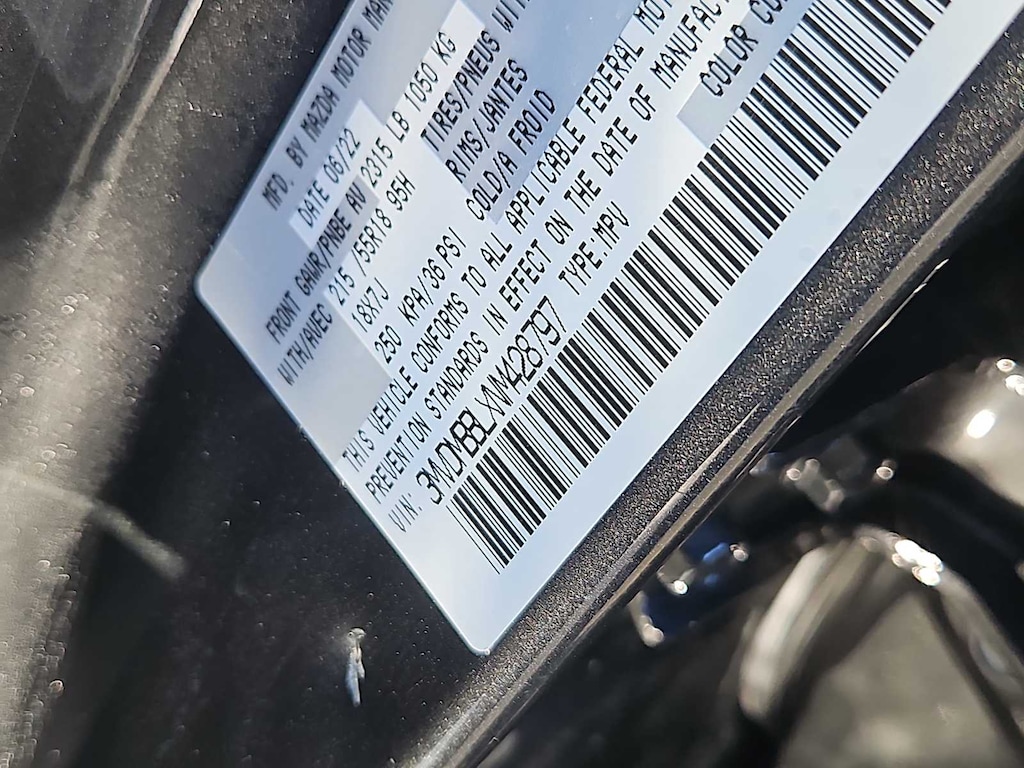 MFD. BY MAZDA MOTOR
DATE 06/22
FRONT GAWR/PNBE AV 2315 LB 1050 KG
WITH/AVEC 215 /55R18 95H TIRES/PNEUS
18X7J RIMS/JANTES
250 KPA/36 PSI COLD/A FROID
THIS VEHICLE CONFORMS TO ALL APPLICABLE FEDERAL
PREVENTION STANDARDS IN EFFECT ON THE DATE OF
VIN: 3MVDMBBLXNM428797 TYPE:MPV COLOR